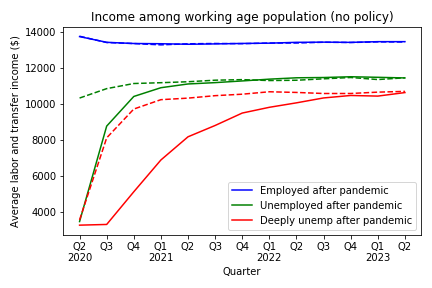 Income among working age population (no policy)
Average labor and transfer income ($)
14000
12000
10000
8000
6000
4000
Employed after pandemic
Unemployed after pandemic
Deeply unemp after pandemic
Q2 Q3 Q4 Q1 Q2 Q3 Q4 Q1 Q2 Q3 Q4 Q1 Q2
2020 2021 2022 2023
Quarter